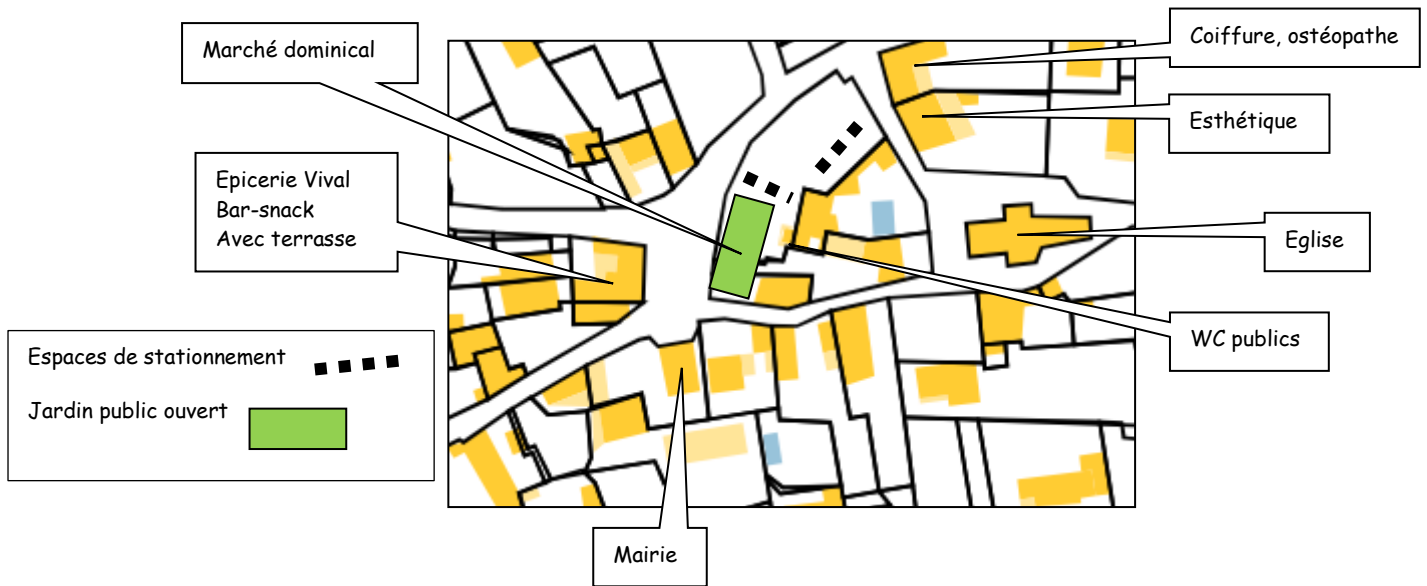 Marché dominical
Coiffure, ostéopathe
Esthétique
Epicerie Vival
Bar-snack
Avec terrasse
Eglise
WC publics
Espaces de stationnement
Jardin public ouvert
Mairie